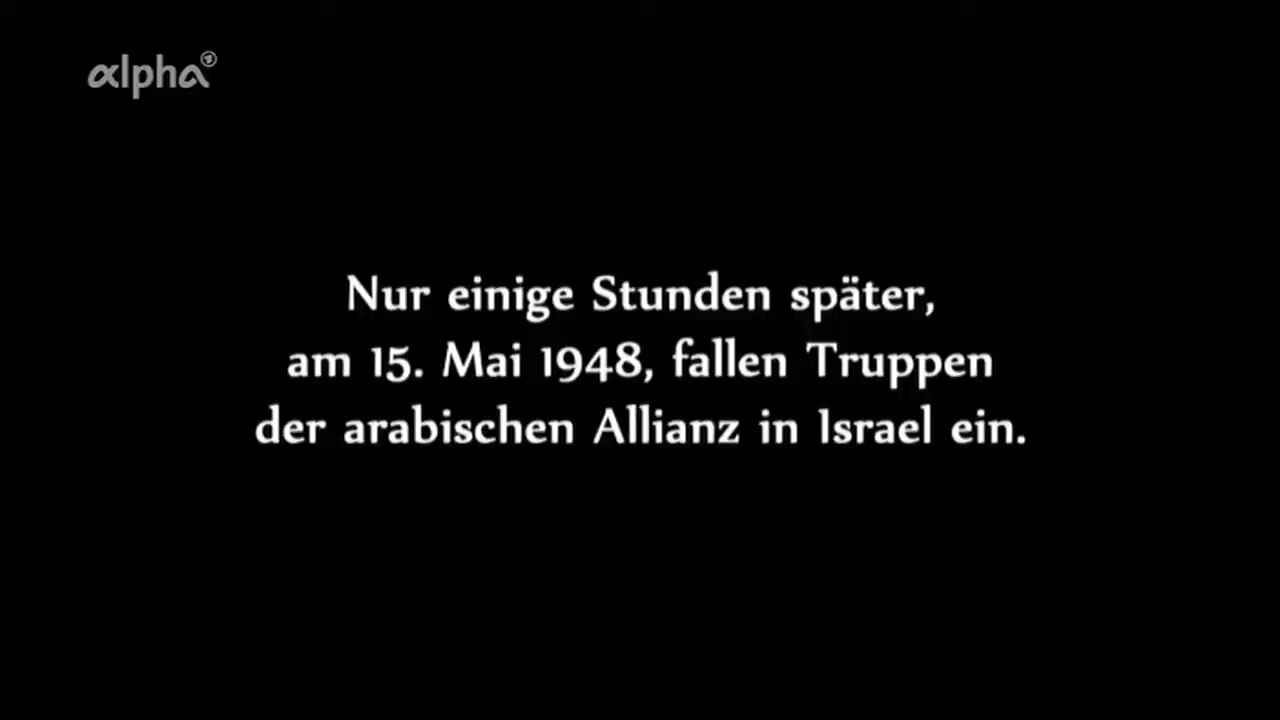 alpha
Nur einige Stunden später,
am 15. Mai 1948, fallen Truppen
der arabischen Allianz in Israel ein.